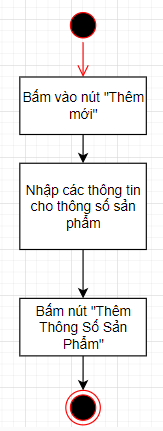 Bấm vào nút "Thêm
mới"
Nhập các thông tin
cho thông số sản
phẩm
Bấm nút "Thêm
Thông Số Sản
Phẩm"